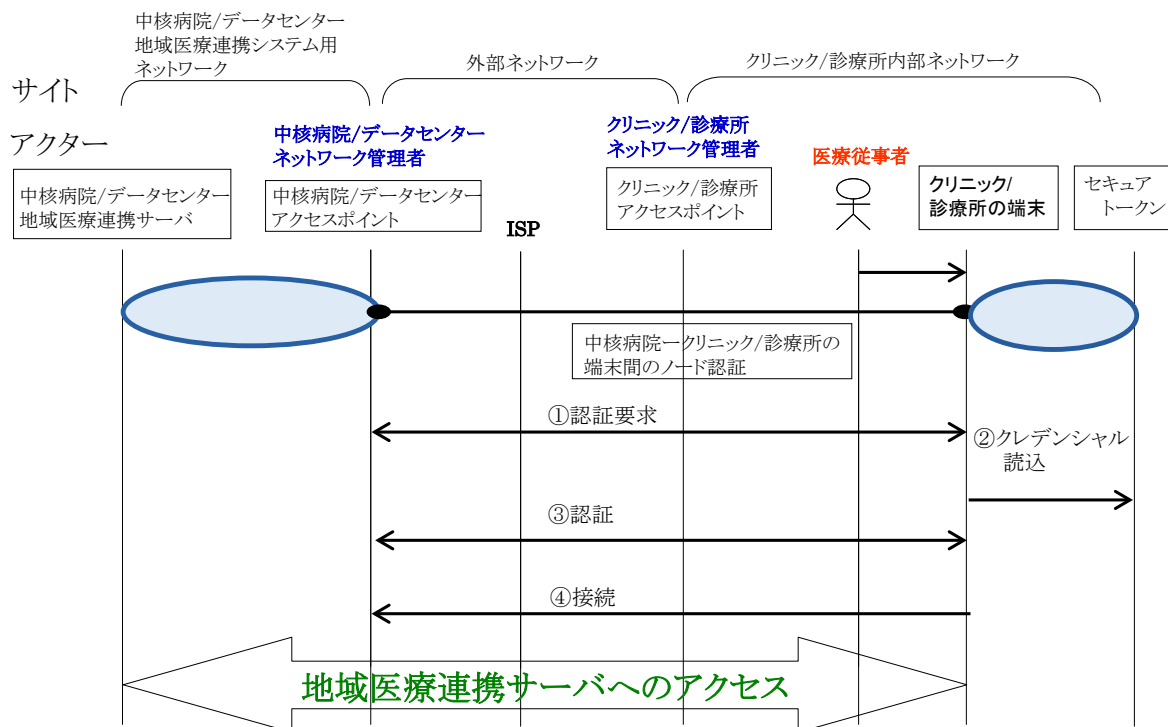 中核病院/データセンター
地域医療連携システム用
ネットワーク
外部ネットワーク
クリニック/診療所内部ネットワーク
サイト
アクター
中核病院/データセンター
ネットワーク管理者
クリニック/診療所
ネットワーク管理者
医療従事者
中核病院/データセンター
地域医療連携サーバ
中核病院/データセンター
アクセスポイント
ISP
クリニック/診療所
アクセスポイント
クリニック/
診療所の端末
セキュア
トークン
中核病院ークリニック/診療所の
端末間のノード認証
①認証要求
②クレデンシャル
読込
③認証
④接続
地域医療連携サーバへのアクセス